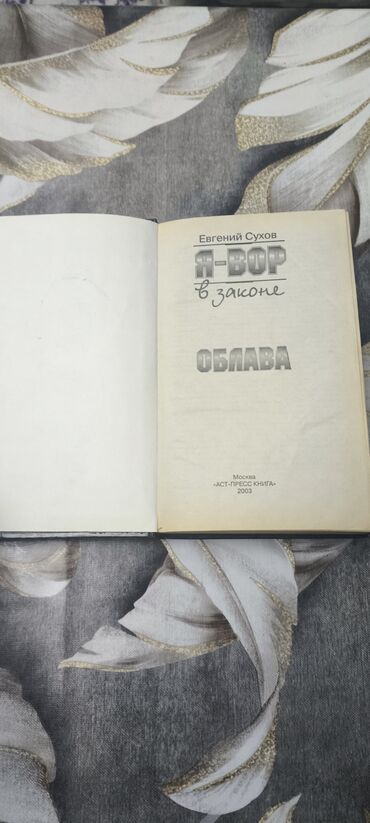 Евгений Сухов
Я-ВОР
в законе
ОБЛАВА
Москва
«АСТ-ПРЕСС КНИГА»
2003